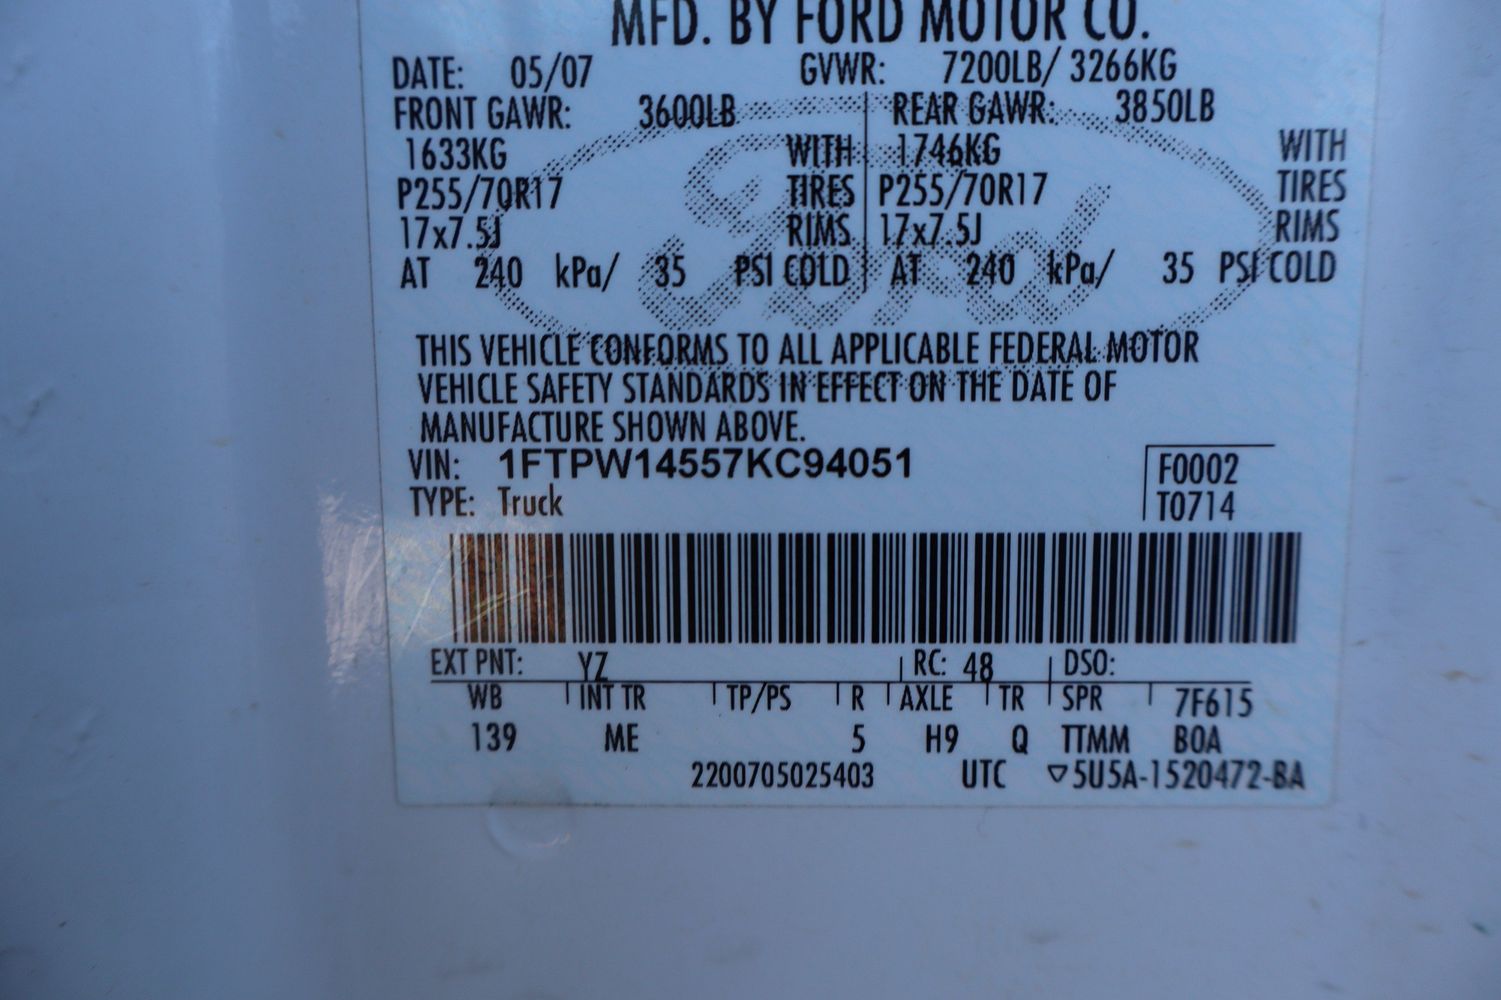 MFD. BY FORD MOTOR CO.
DATE: 05/07 GVWR: 7200LB/ 3266KG
FRONT GAWR: 3600LB REAR GAWR: 3850LB
1633KG WITH 1746KG WITH
P255/70R17 TIRES P255/70R17 TIRES
17x7.5J RIMS 17x7.5J RIMS
AT 240 kPa/ 35 PSI COLD AT 240 kPa/ 35 PSI COLD
Ford
THIS VEHICLE CONFORMS TO ALL APPLICABLE FEDERAL MOTOR
VEHICLE SAFETY STANDARDS IN EFFECT ON THE DATE OF
MANUFACTURE SHOWN ABOVE.
VIN: 1FTPW14557KC94051 F0002
TYPE: Truck T0714
EXT PNT: YZ RC: 48 DSO:
WB INT TR TP/PS R AXLE TR SPR 7F615
139 ME 5 H9 Q TTMM BOA
2200705025403 UTC ▽5U5A-1520472-BA